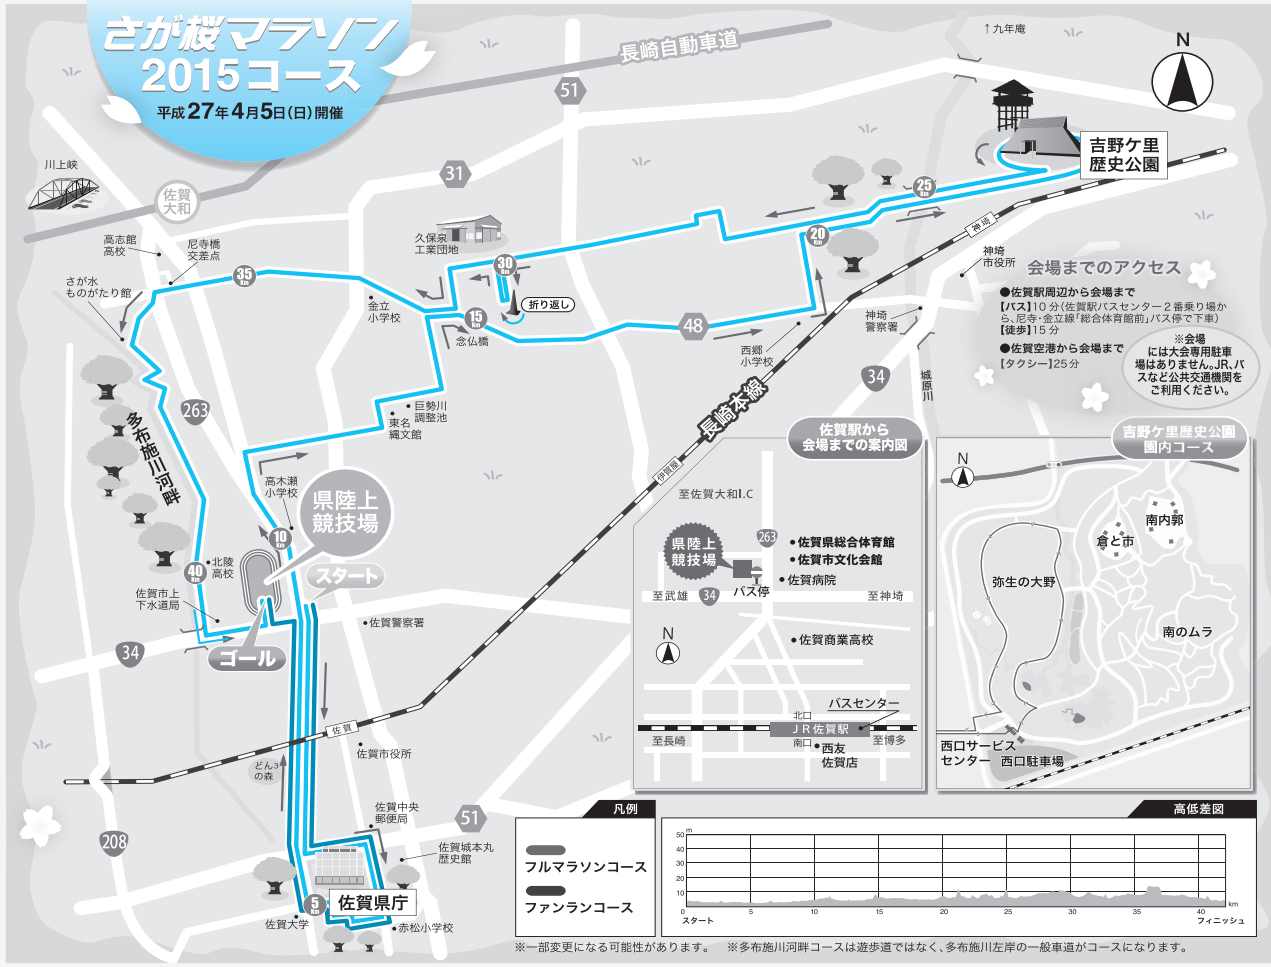 さが桜マラソン
2015コース
平成27年4月5日(日)開催
長崎自動車道
↑九年庵
N
51
31
川上峡
佐賀
大和
吉野ケ里
歴史公園
高志館
高校
尼寺橋
交差点
久保泉
工業団地
25
Km
20
Km
神埼
神埼
市役所
さが水
ものがたり館
35
Km
30
Km
折り返し
金立
小学校
15
Km
念仏橋
48
西郷
小学校
神埼
警察署
34
城原川
会場までのアクセス
●佐賀駅周辺から会場まで
【バス】10分(佐賀駅バスセンター2番乗り場か
ら、尼寺・金立線「総合体育館前」バス停で下車)
【徒歩】15分
●佐賀空港から会場まで
【タクシー】25分
※会場
には大会専用駐車
場はありません。JR、バ
スなど公共交通機関を
ご利用ください。
263
多布施川河畔
巨勢川
調整池
東名
縄文館
長崎本線
伊賀屋
高木瀬
小学校
県陸上
競技場
10
Km
スタート
北陵
高校
40
Km
佐賀市上
下水道局
ゴール
34
佐賀警察署
佐賀
佐賀市役所
どん3
の森
208
佐賀中央
郵便局
51
佐賀城本丸
歴史館
佐賀県庁
5
Km
佐賀大学
赤松小学校
佐賀駅から
会場までの案内図
至佐賀大和I.C
県陸上
競技場
263
●佐賀県総合体育館
●佐賀市文化会館
●佐賀病院
バス停
至武雄
34
至神埼
N
●佐賀商業高校
バスセンター
北口
JR佐賀駅
南口
至長崎
至博多
●西友
佐賀店
吉野ケ里歴史公園
園内コース
N
南内郭
倉と市
弥生の大野
南のムラ
西口サービス
センター
西口駐車場
凡例
フルマラソンコース
ファンランコース
高低差図
m
50
40
30
20
10
0
5
10
15
20
25
30
35
40
km
スタート
フィニッシュ
※一部変更になる可能性があります。 ※多布施川河畔コースは遊歩道ではなく、多布施川左岸の一般車道がコースになります。